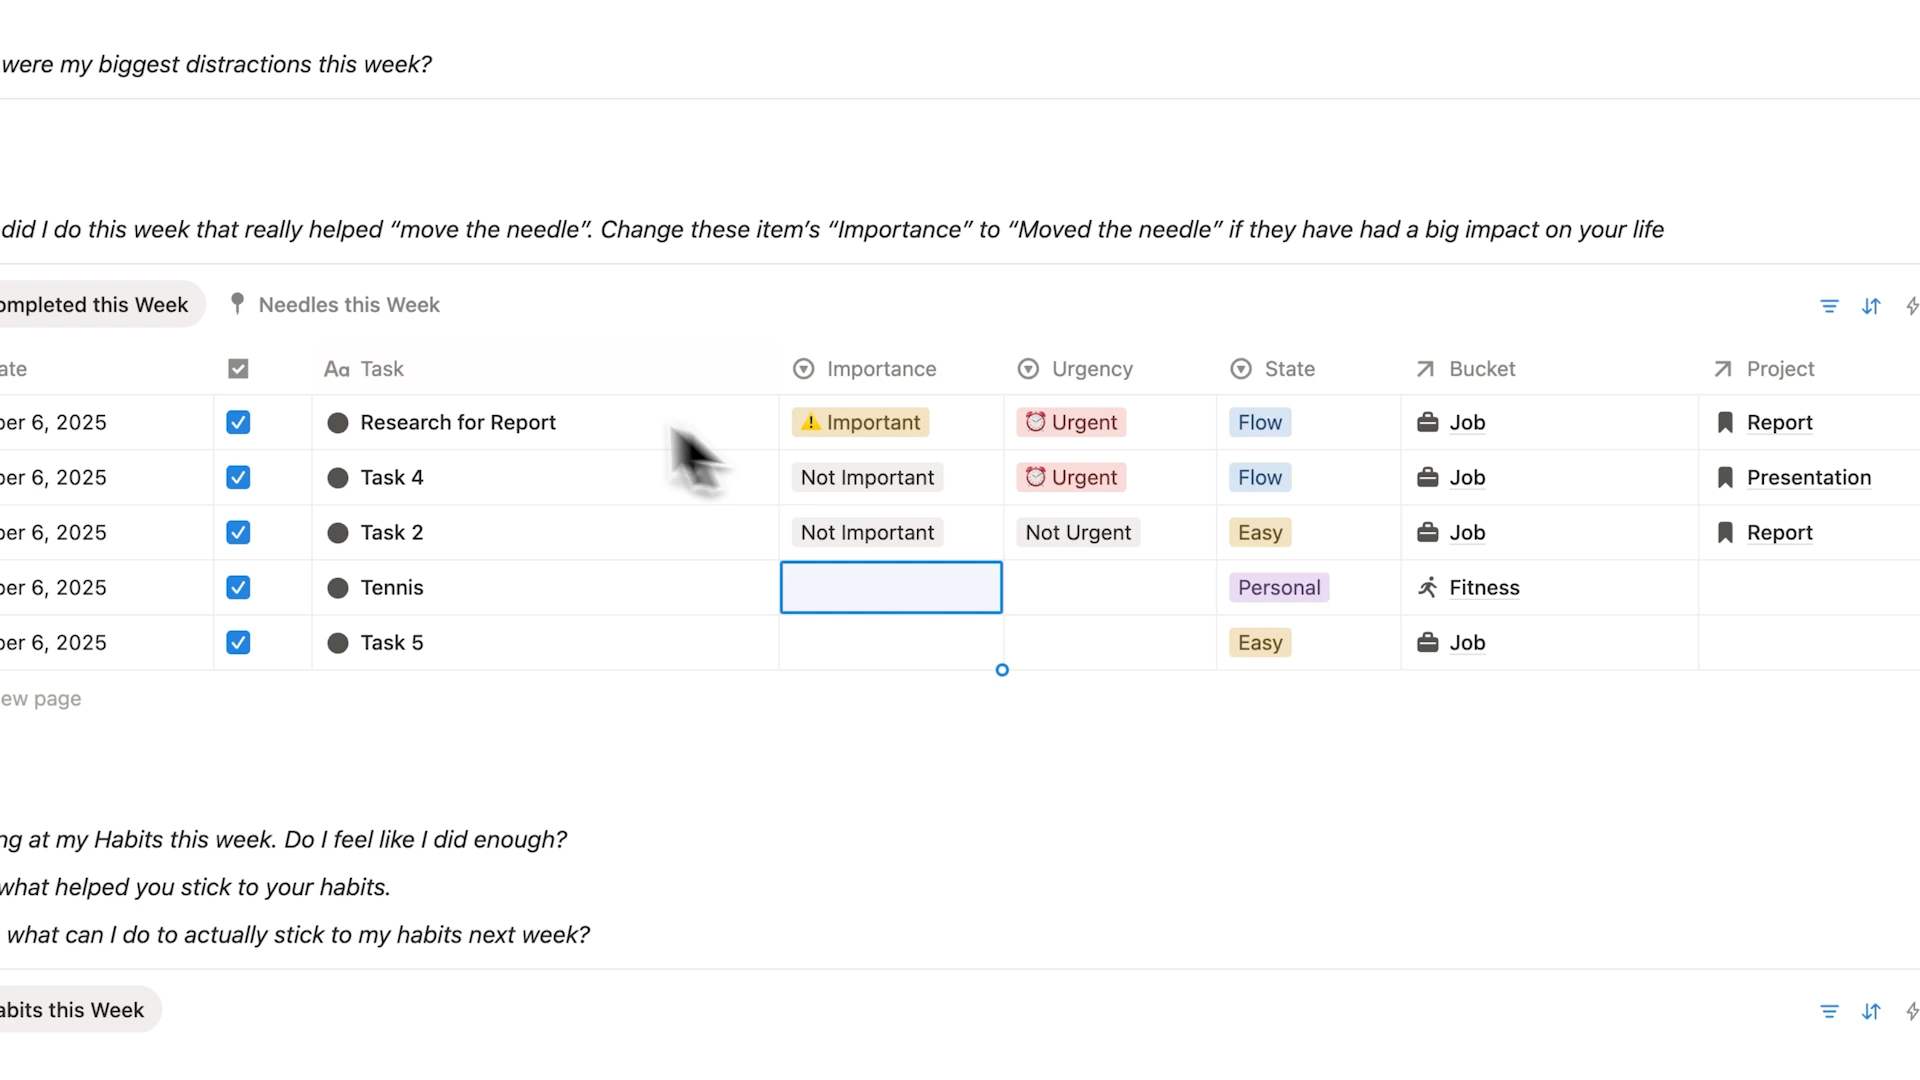 were my biggest distractions this week?
did I do this week that really helped “move the needle”. Change these item’s “Importance” to “Moved the needle” if they have had a big impact on your life
ompleted this Week Needles this Week
ate Aa Task Importance Urgency State Bucket Project
ber 6, 2025 Research for Report Important Urgent Flow Job Report
ber 6, 2025 Task 4 Not Important Urgent Flow Job Presentation
ber 6, 2025 Task 2 Not Important Not Urgent Easy Job Report
ber 6, 2025 Tennis Personal Fitness
ber 6, 2025 Task 5 Easy Job
ew page
ng at my Habits this week. Do I feel like I did enough?
what helped you stick to your habits.
what can I do to actually stick to my habits next week?
abits this Week